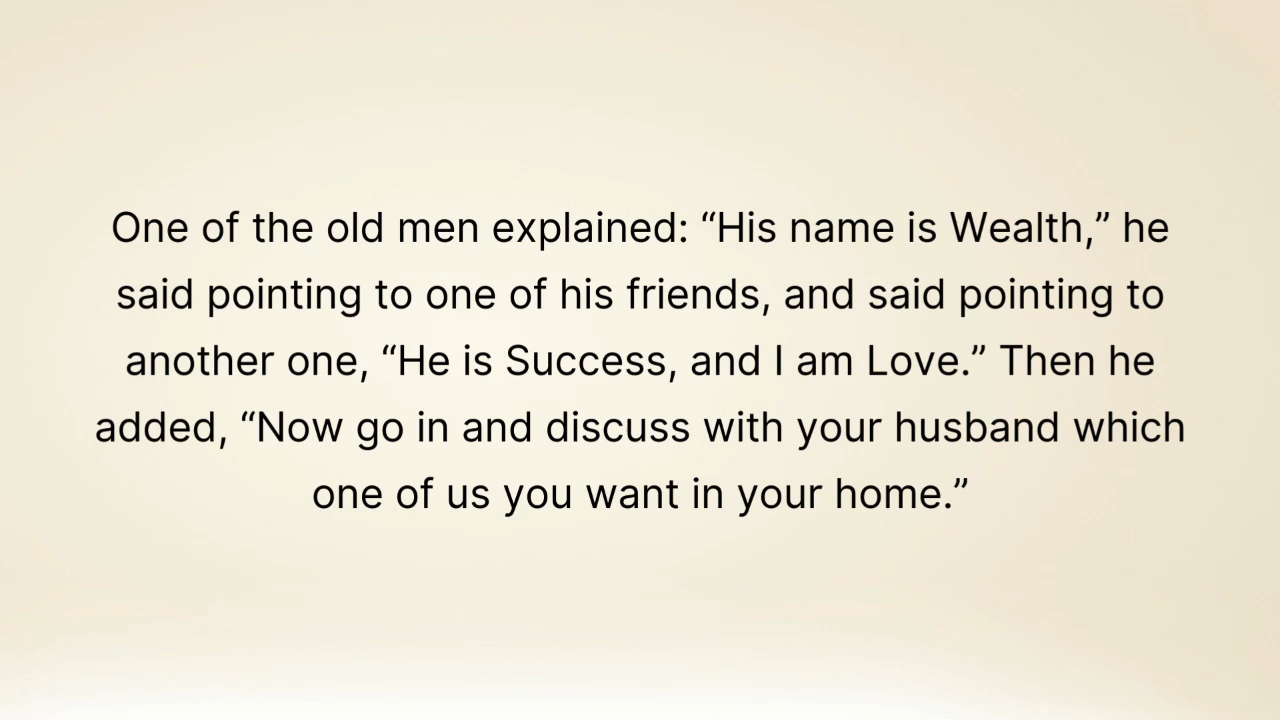 One of the old men explained: “His name is Wealth,” he
said pointing to one of his friends, and said pointing to
another one, “He is Success, and I am Love.” Then he
added, “Now go in and discuss with your husband which
one of us you want in your home.”